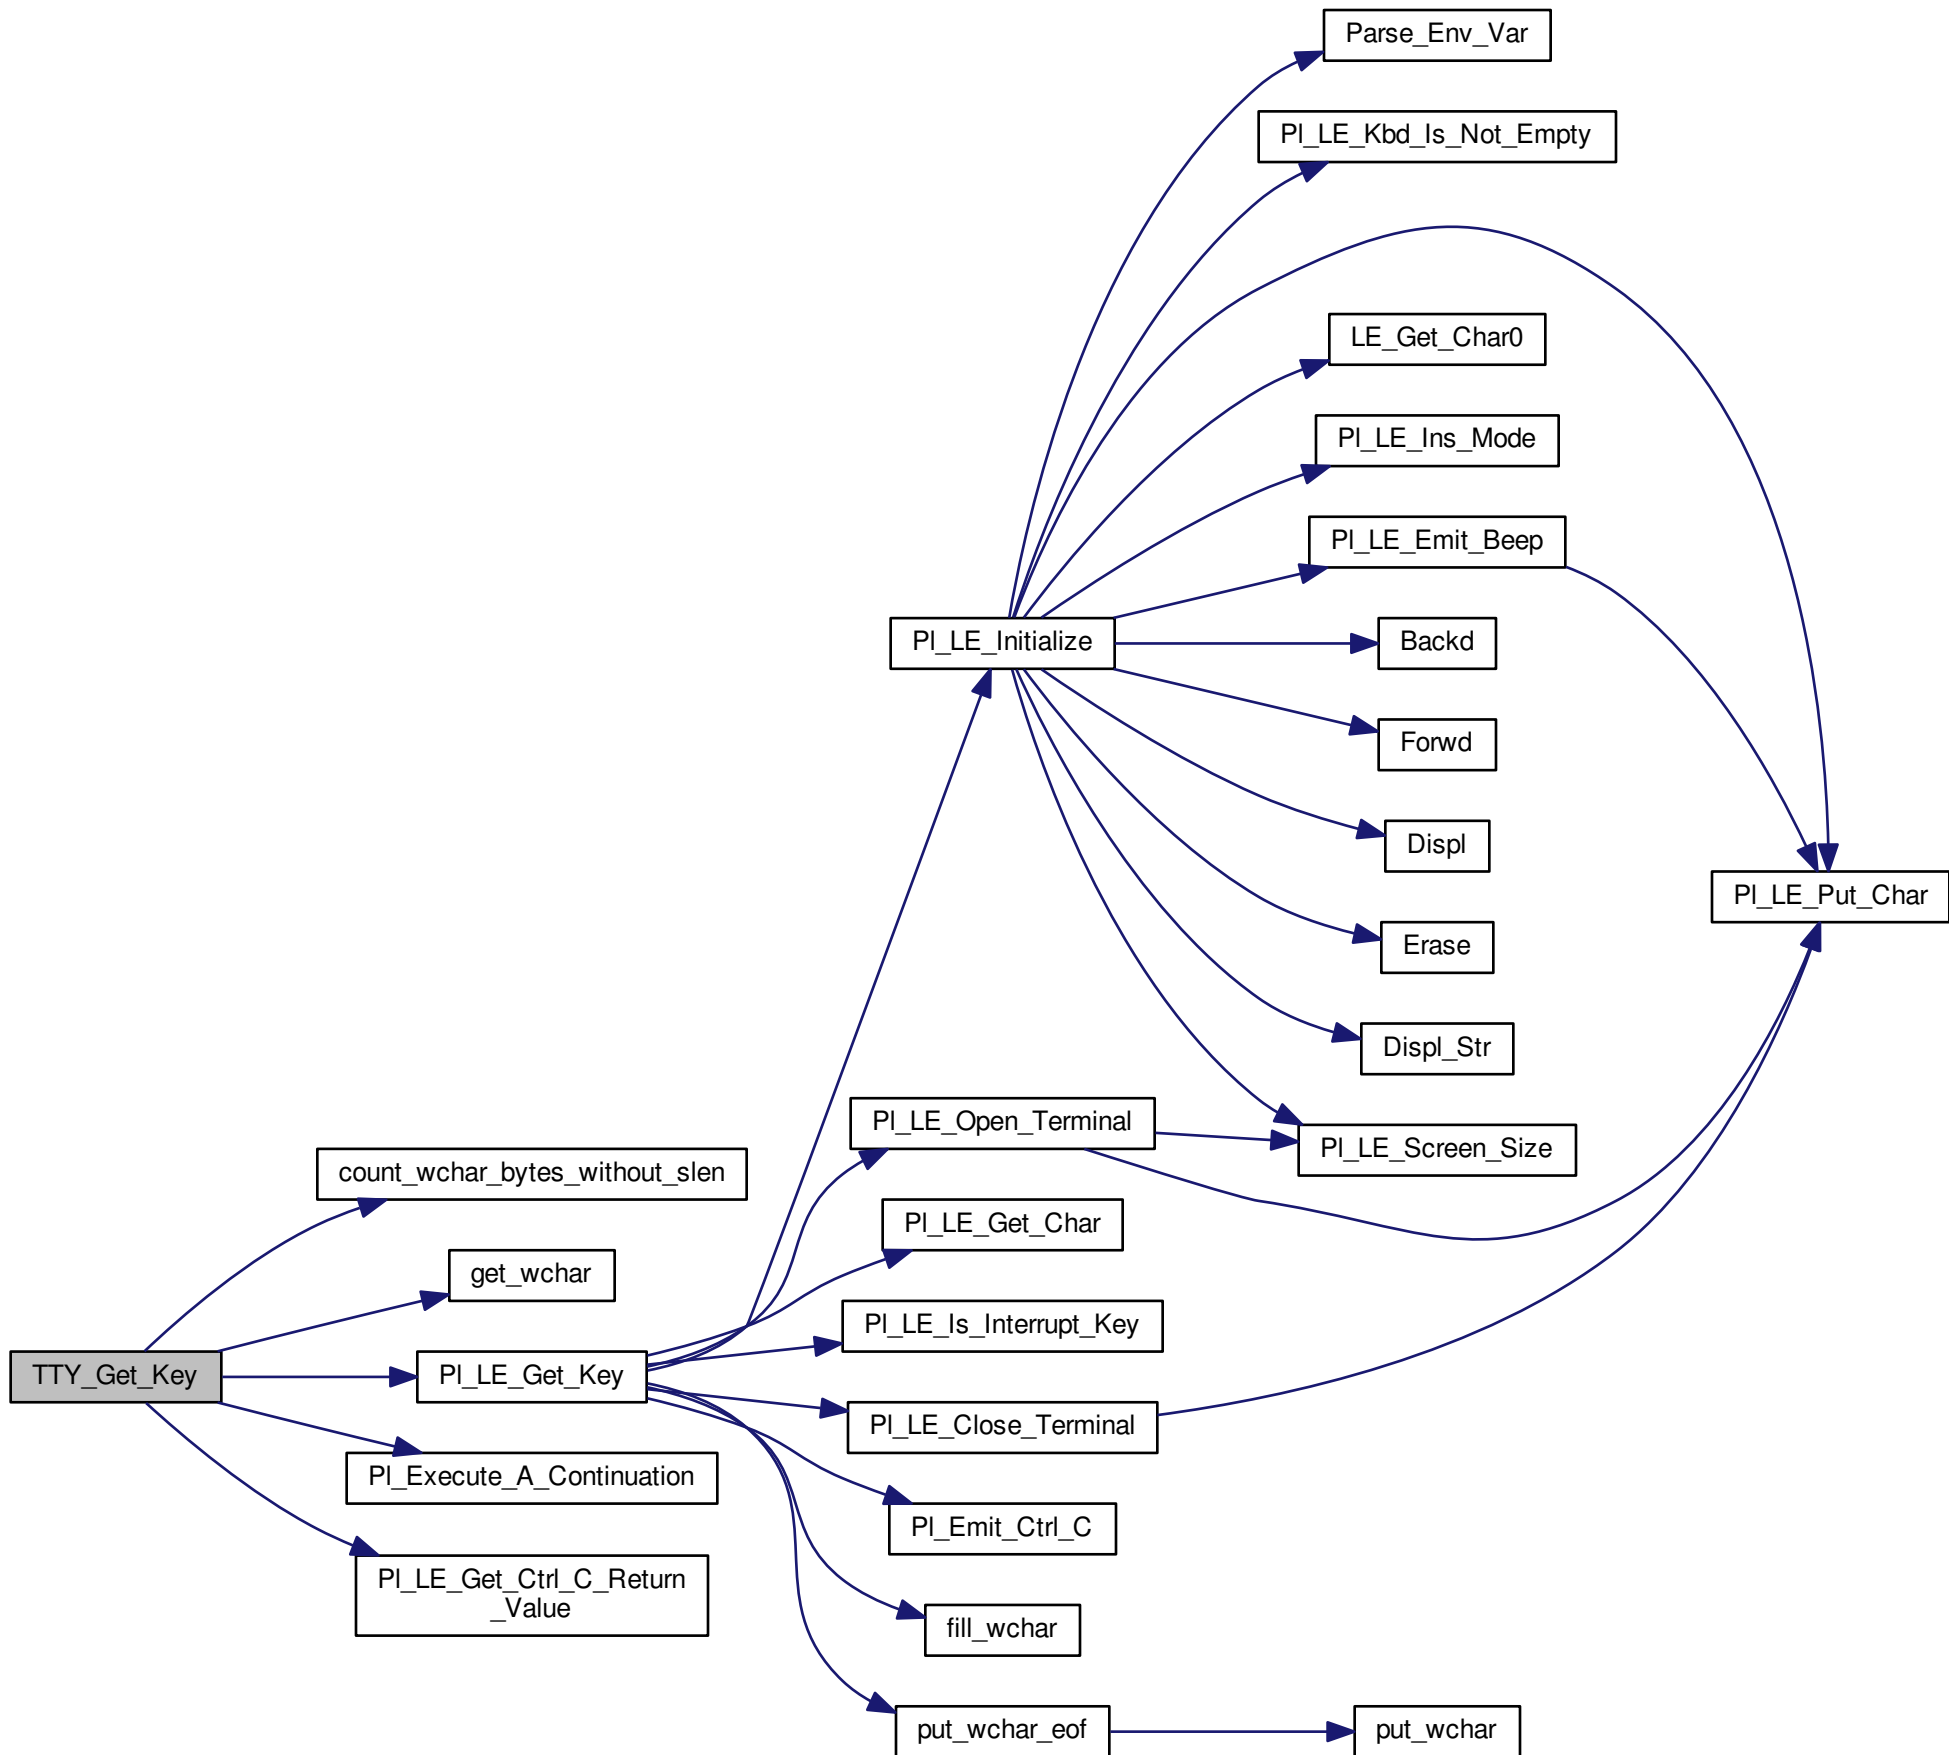 Parse_Env_Var
Pl_LE_Kbd_Is_Not_Empty
LE_Get_Char0
Pl_LE_Ins_Mode
Pl_LE_Emit_Beep
Pl_LE_Initialize
Backd
Forwd
Displ
Pl_LE_Put_Char
Erase
Displ_Str
Pl_LE_Open_Terminal
Pl_LE_Screen_Size
count_wchar_bytes_without_slen
Pl_LE_Get_Char
get_wchar
Pl_LE_Is_Interrupt_Key
TTY_Get_Key
Pl_LE_Get_Key
Pl_LE_Close_Terminal
Pl_Execute_A_Continuation
Pl_Emit_Ctrl_C
Pl_LE_Get_Ctrl_C_Return
_Value
fill_wchar
put_wchar_eof
put_wchar